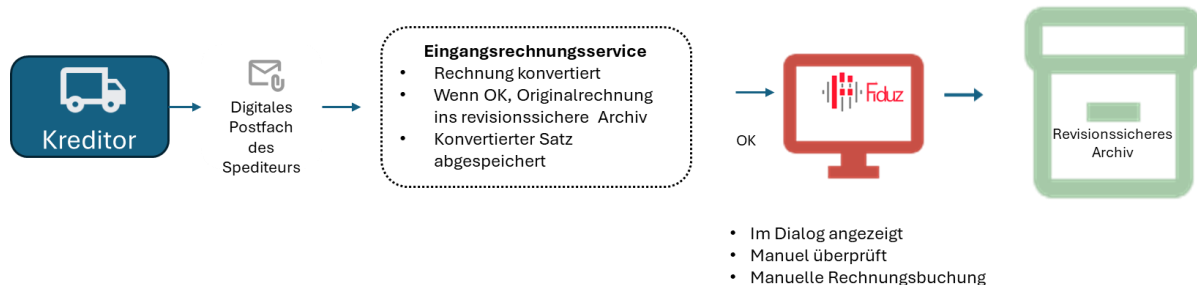 Kreditor
Digitales
Postfach
des
Spediteurs
Eingangsrechnungsservice
• Rechnung konvertiert
• Wenn OK, Originalrechnung
ins revisionssichere Archiv
• Konvertierter Satz
abgespeichert
OK
Fiduz
• Im Dialog angezeigt
• Manuel überprüft
• Manuelle Rechnungsbuchung
Revisionssicheres
Archiv